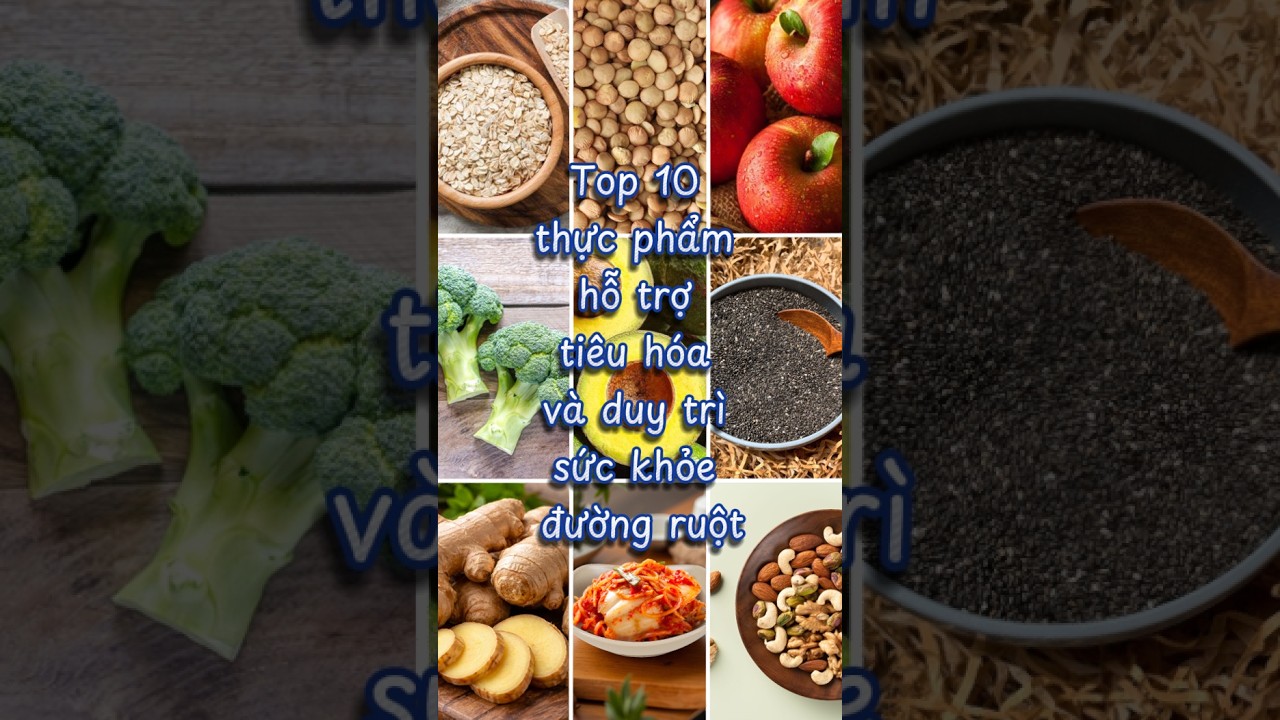 Top 10
thực phẩm
hỗ trợ
tiêu hóa
và duy trì
sức khỏe
đường ruột